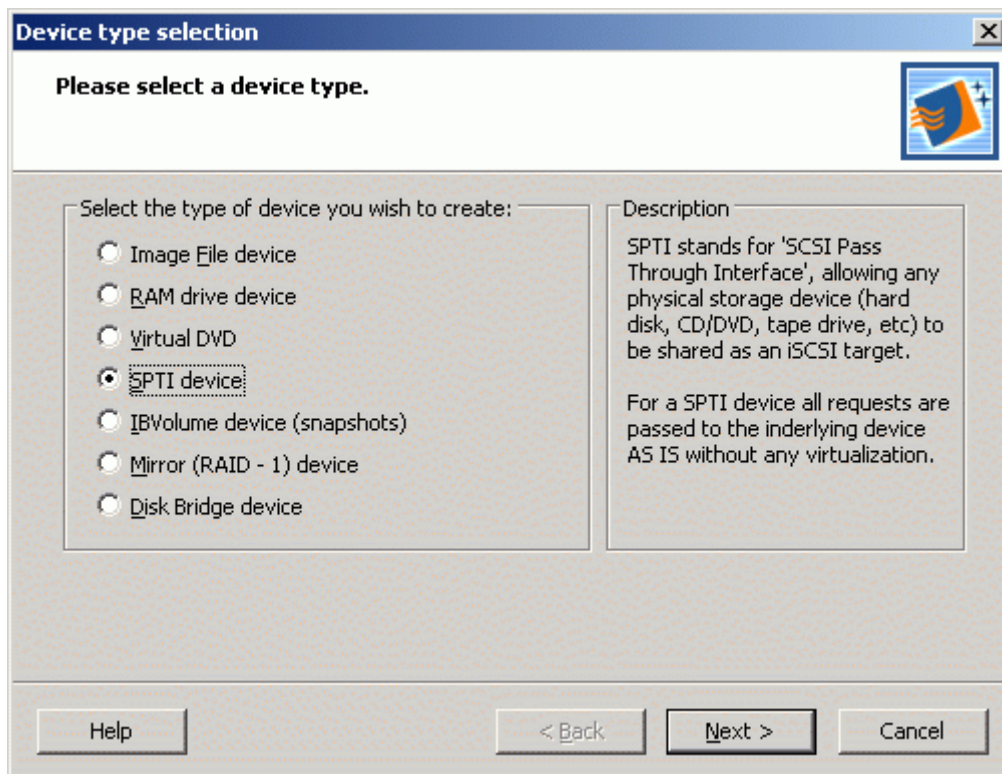 Device type selection
Please select a device type.
Select the type of device you wish to create:
Image File device
RAM drive device
Virtual DVD
SPTI device
IBVolume device (snapshots)
Mirror (RAID - 1) device
Disk Bridge device
Description
SPTI stands for 'SCSI Pass
Through Interface', allowing any
physical storage device (hard
disk, CD/DVD, tape drive, etc) to
be shared as an iSCSI target.
For a SPTI device all requests are
passed to the inderlying device
AS IS without any virtualization.
Help
< Back
Next >
Cancel